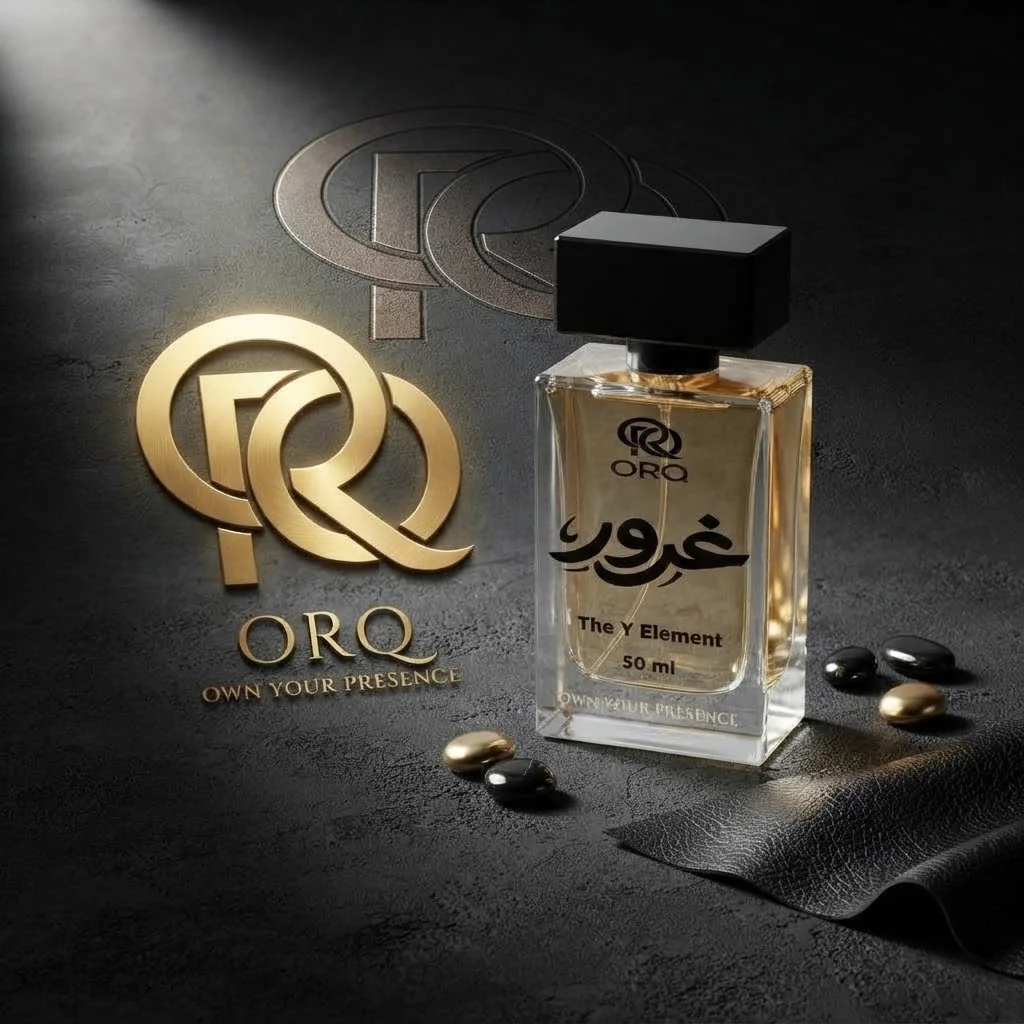 ORQ
OWN YOUR PRESENCE
ORQ
غرور
The Y Element
50 ml
OWN YOUR PRESENCE